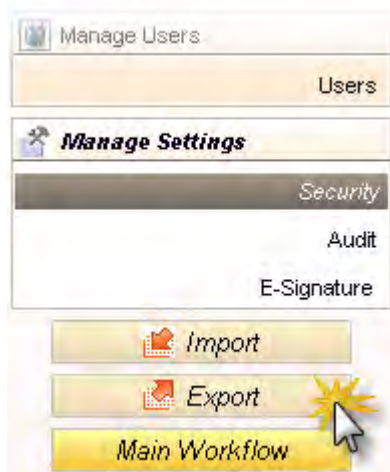 Manage Users
Users
Manage Settings
Security
Audit
E-Signature
Import
Export
Main Workflow